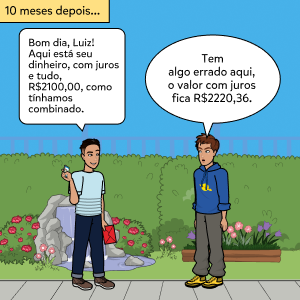 10 meses depois...
Bom dia, Luiz!
Aqui está seu
dinheiro, com juros
e tudo,
R$2100,00, como
tínhamos
combinado.
Tem
algo errado aqui,
o valor com juros
fica R$2220,36.